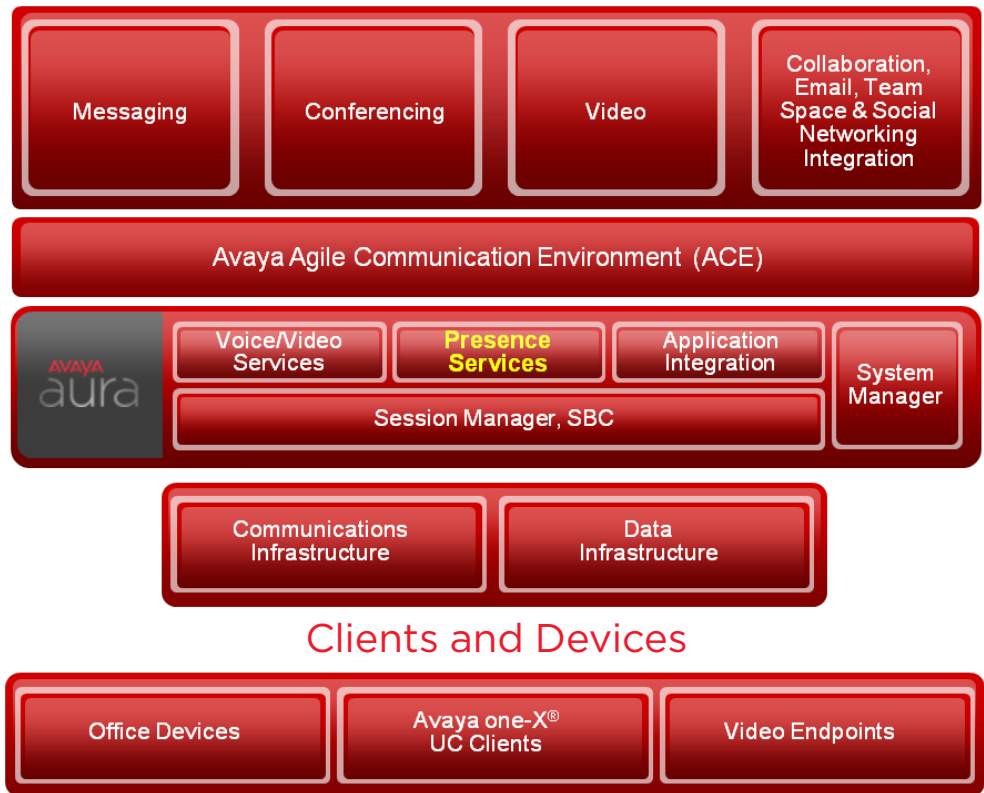 Messaging
Conferencing
Video
Collaboration,
Email, Team
Space & Social
Networking
Integration
Avaya Agile Communication Environment (ACE)
AVAYA
aura
Voice/Video
Services
Presence
Services
Application
Integration
System
Manager
Session Manager, SBC
Communications
Infrastructure
Data
Infrastructure
Clients and Devices
Office Devices
Avaya one-X®
UC Clients
Video Endpoints